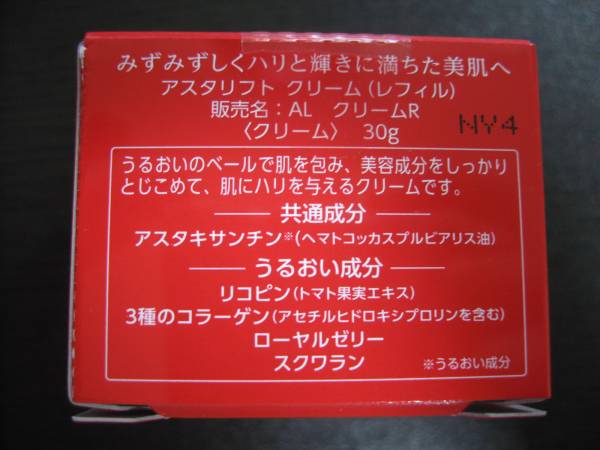 みずみずしくハリと輝きに満ちた美肌へ
アスタリフト クリーム(レフィル)
販売名：AL クリームR
〈クリーム〉 30g
NY4
うるおいのベールで肌を包み、美容成分をしっかり
とじこめて、肌にハリを与えるクリームです。
共通成分
アスタキサンチン※(ヘマトコッカスプルビアリス油)
うるおい成分
リコピン(トマト果実エキス)
3種のコラーゲン(アセチルヒドロキシプロリンを含む)
ローヤルゼリー
スクワラン
※うるおい成分